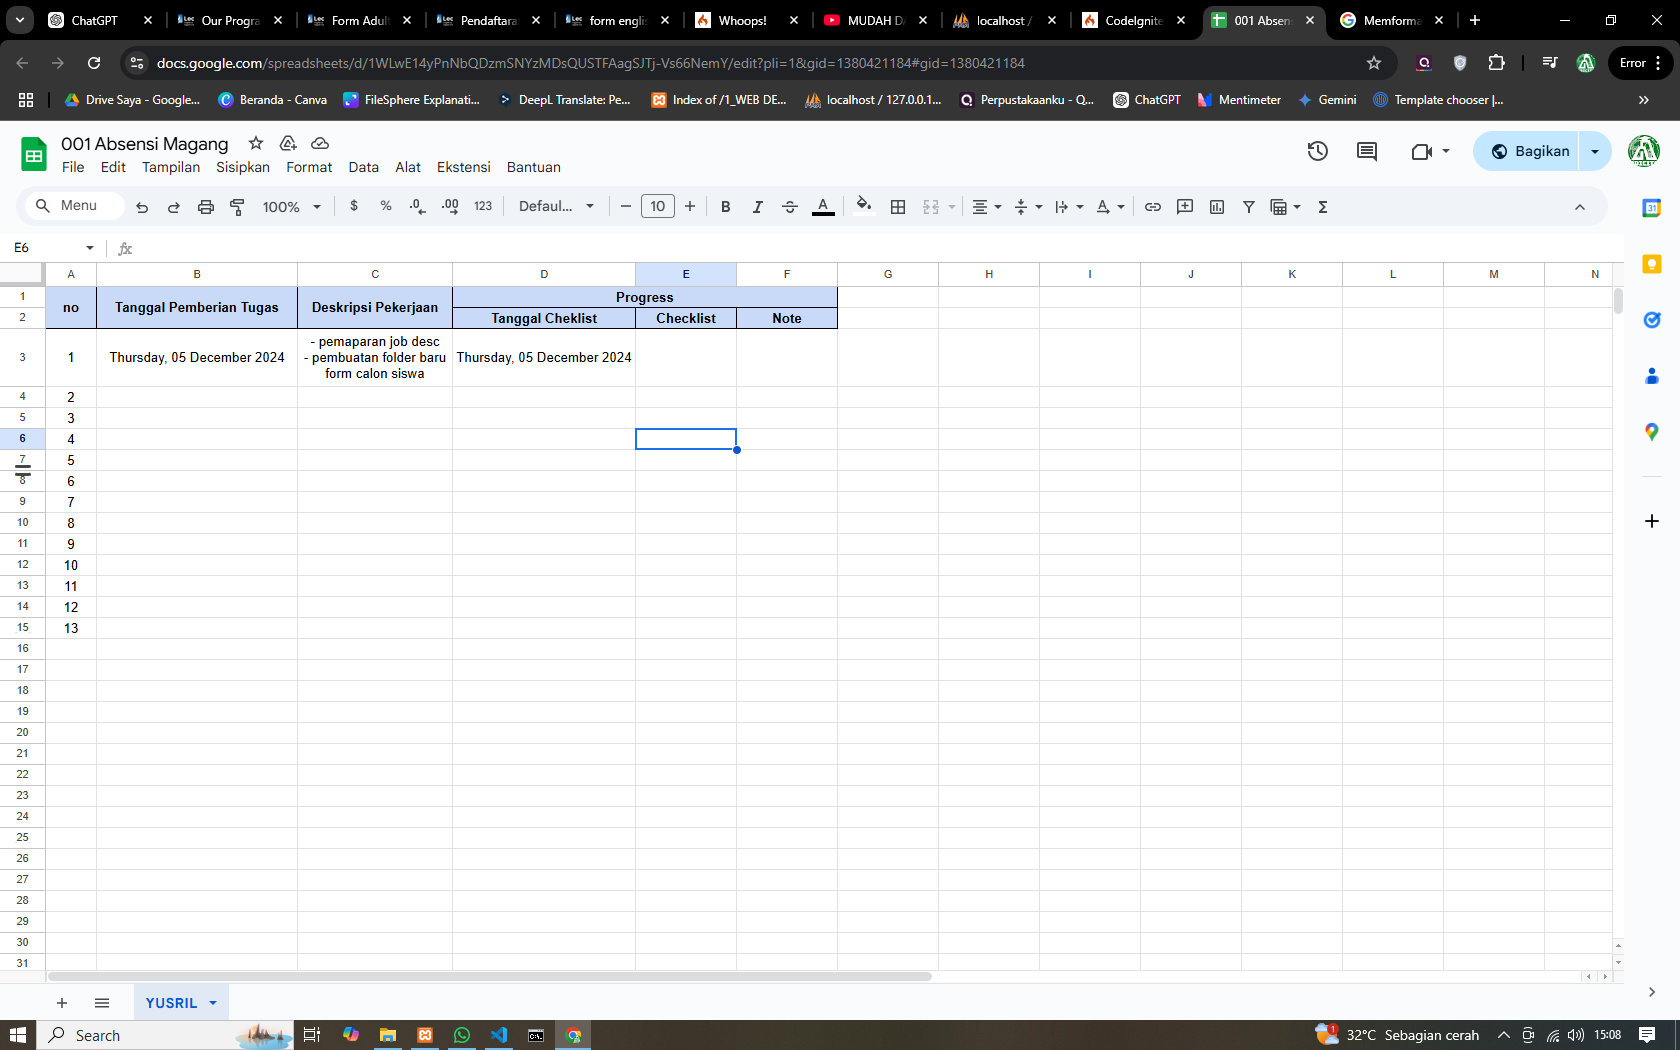 ChatGPT
Our Progra
Form Adul
Pendaftara
form englis
Whoops!
MUDAH DA
localhost /
CodeIgnite
001 Absens
Memforma
docs.google.com/spreadsheets/d/1WLwE14yPnNbQDzmSNYzMDsQUSTFAagSJTj-Vs66NemY/edit?pli=1&gid=1380421184#gid=1380421184
Error
Drive Saya - Google...
Beranda - Canva
FileSphere Explanati...
DeepL Translate: Pe...
Index of /1_WEB DE...
localhost / 127.0.0.1...
Perpustakaanku - Q...
ChatGPT
Mentimeter
Gemini
Template chooser |...
001 Absensi Magang
File Edit Tampilan Sisipkan Format Data Alat Ekstensi Bantuan
Bagikan
Menu
100%
$ % .0 .00 123
Defaul...
10
B I A
E6
fx
A B C D E F G H I J K L M N
1
2
no
Tanggal Pemberian Tugas
Deskripsi Pekerjaan
Progress
Tanggal Cheklist
Checklist
Note
3
1
Thursday, 05 December 2024
- pemaparan job desc
- pembuatan folder baru
form calon siswa
Thursday, 05 December 2024
4 2
5 3
6 4
7 5
8 6
9 7
10 8
11 9
12 10
13 11
14 12
15 13
16
17
18
19
20
21
22
23
24
25
26
27
28
29
30
31
YUSRIL
Search
1
32°C Sebagian cerah
15:08
31